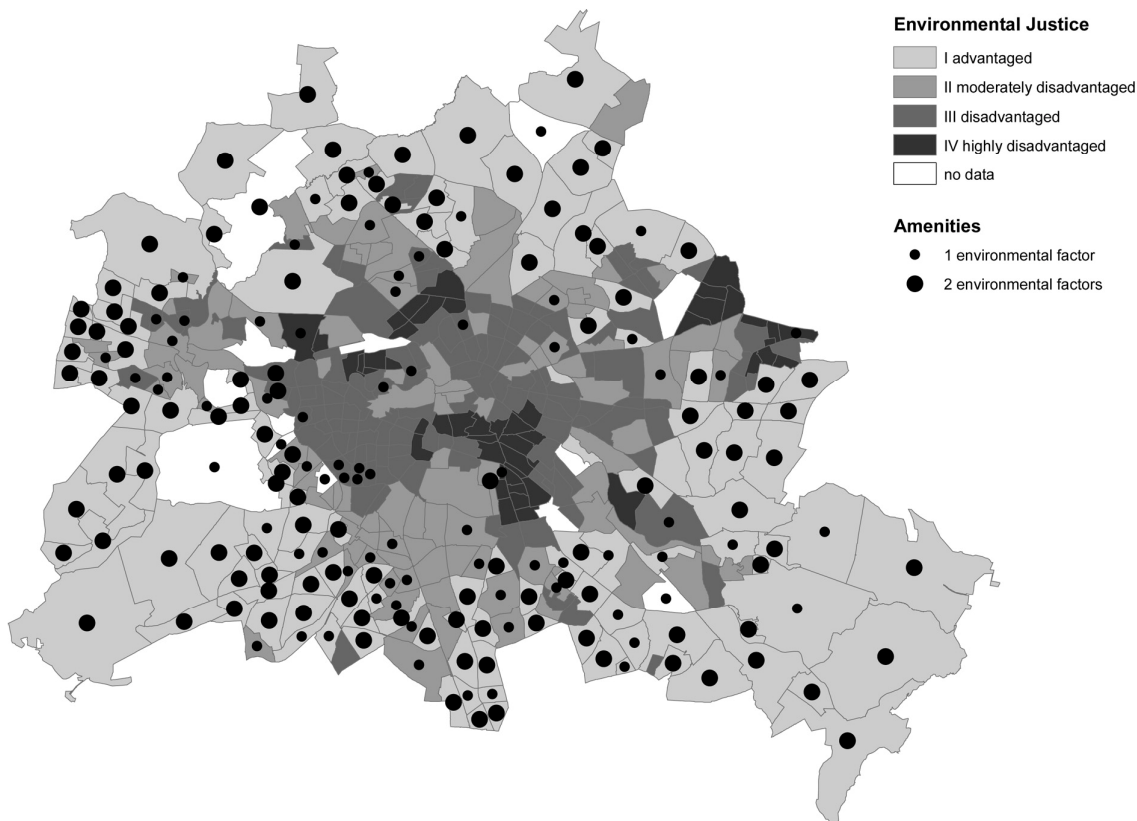 Environmental Justice
I advantaged
II moderately disadvantaged
III disadvantaged
IV highly disadvantaged
no data
Amenities
1 environmental factor
2 environmental factors